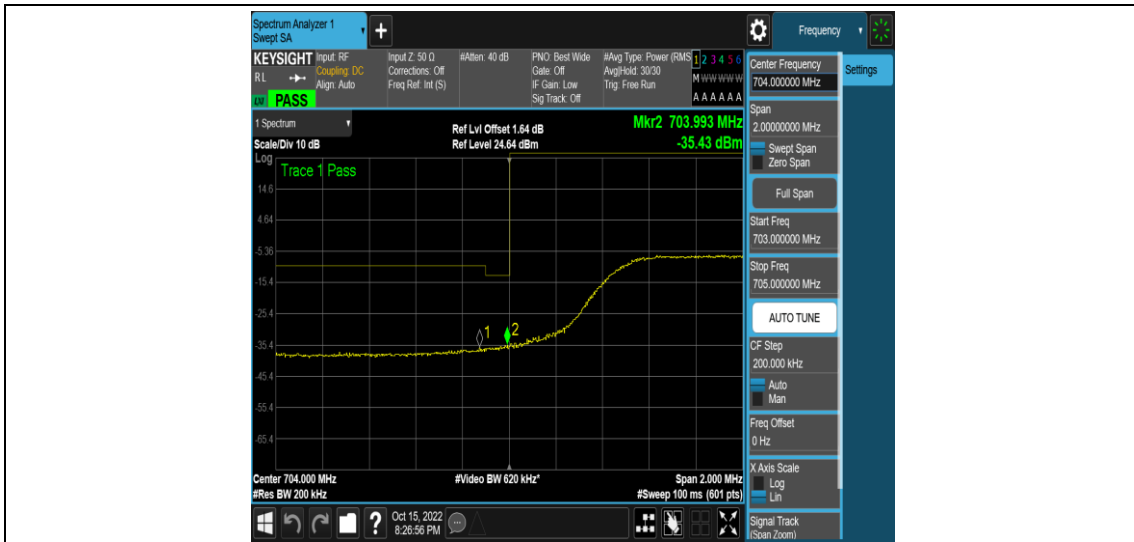 Spectrum Analyzer 1
Swept SA
+
Frequency
KEYSIGHT
RL
LXI
PASS
Input: RF
Coupling: DC
Align: Auto
Input Z: 50 Ω
Corrections: Off
Freq Ref: Int (S)
#Atten: 40 dB
PNO: Best Wide
Gate: Off
IF Gain: Low
Sig Track: Off
#Avg Type: Power (RMS
Avg|Hold: 30/30
Trig: Free Run
1 2 3 4 5 6
M W W W W W
A A A A A A
1 Spectrum
Scale/Div 10 dB
Ref Lvl Offset 1.64 dB
Ref Level 24.64 dBm
Mkr2 703.993 MHz
-35.43 dBm
Log
Trace 1 Pass
14.6
4.64
-5.36
-15.4
-25.4
-35.4
-45.4
-55.4
-65.4
1
2
Center 704.000 MHz
#Res BW 200 kHz
#Video BW 620 kHz*
Span 2.000 MHz
#Sweep 100 ms (601 pts)
Center Frequency
704.000000 MHz
Settings
Span
2.00000000 MHz
Swept Span
Zero Span
Full Span
Start Freq
703.000000 MHz
Stop Freq
705.000000 MHz
AUTO TUNE
CF Step
200.000 kHz
Auto
Man
Freq Offset
0 Hz
X Axis Scale
Log
Lin
Signal Track
(Span Zoom)
?
Oct 15, 2022
8:26:56 PM